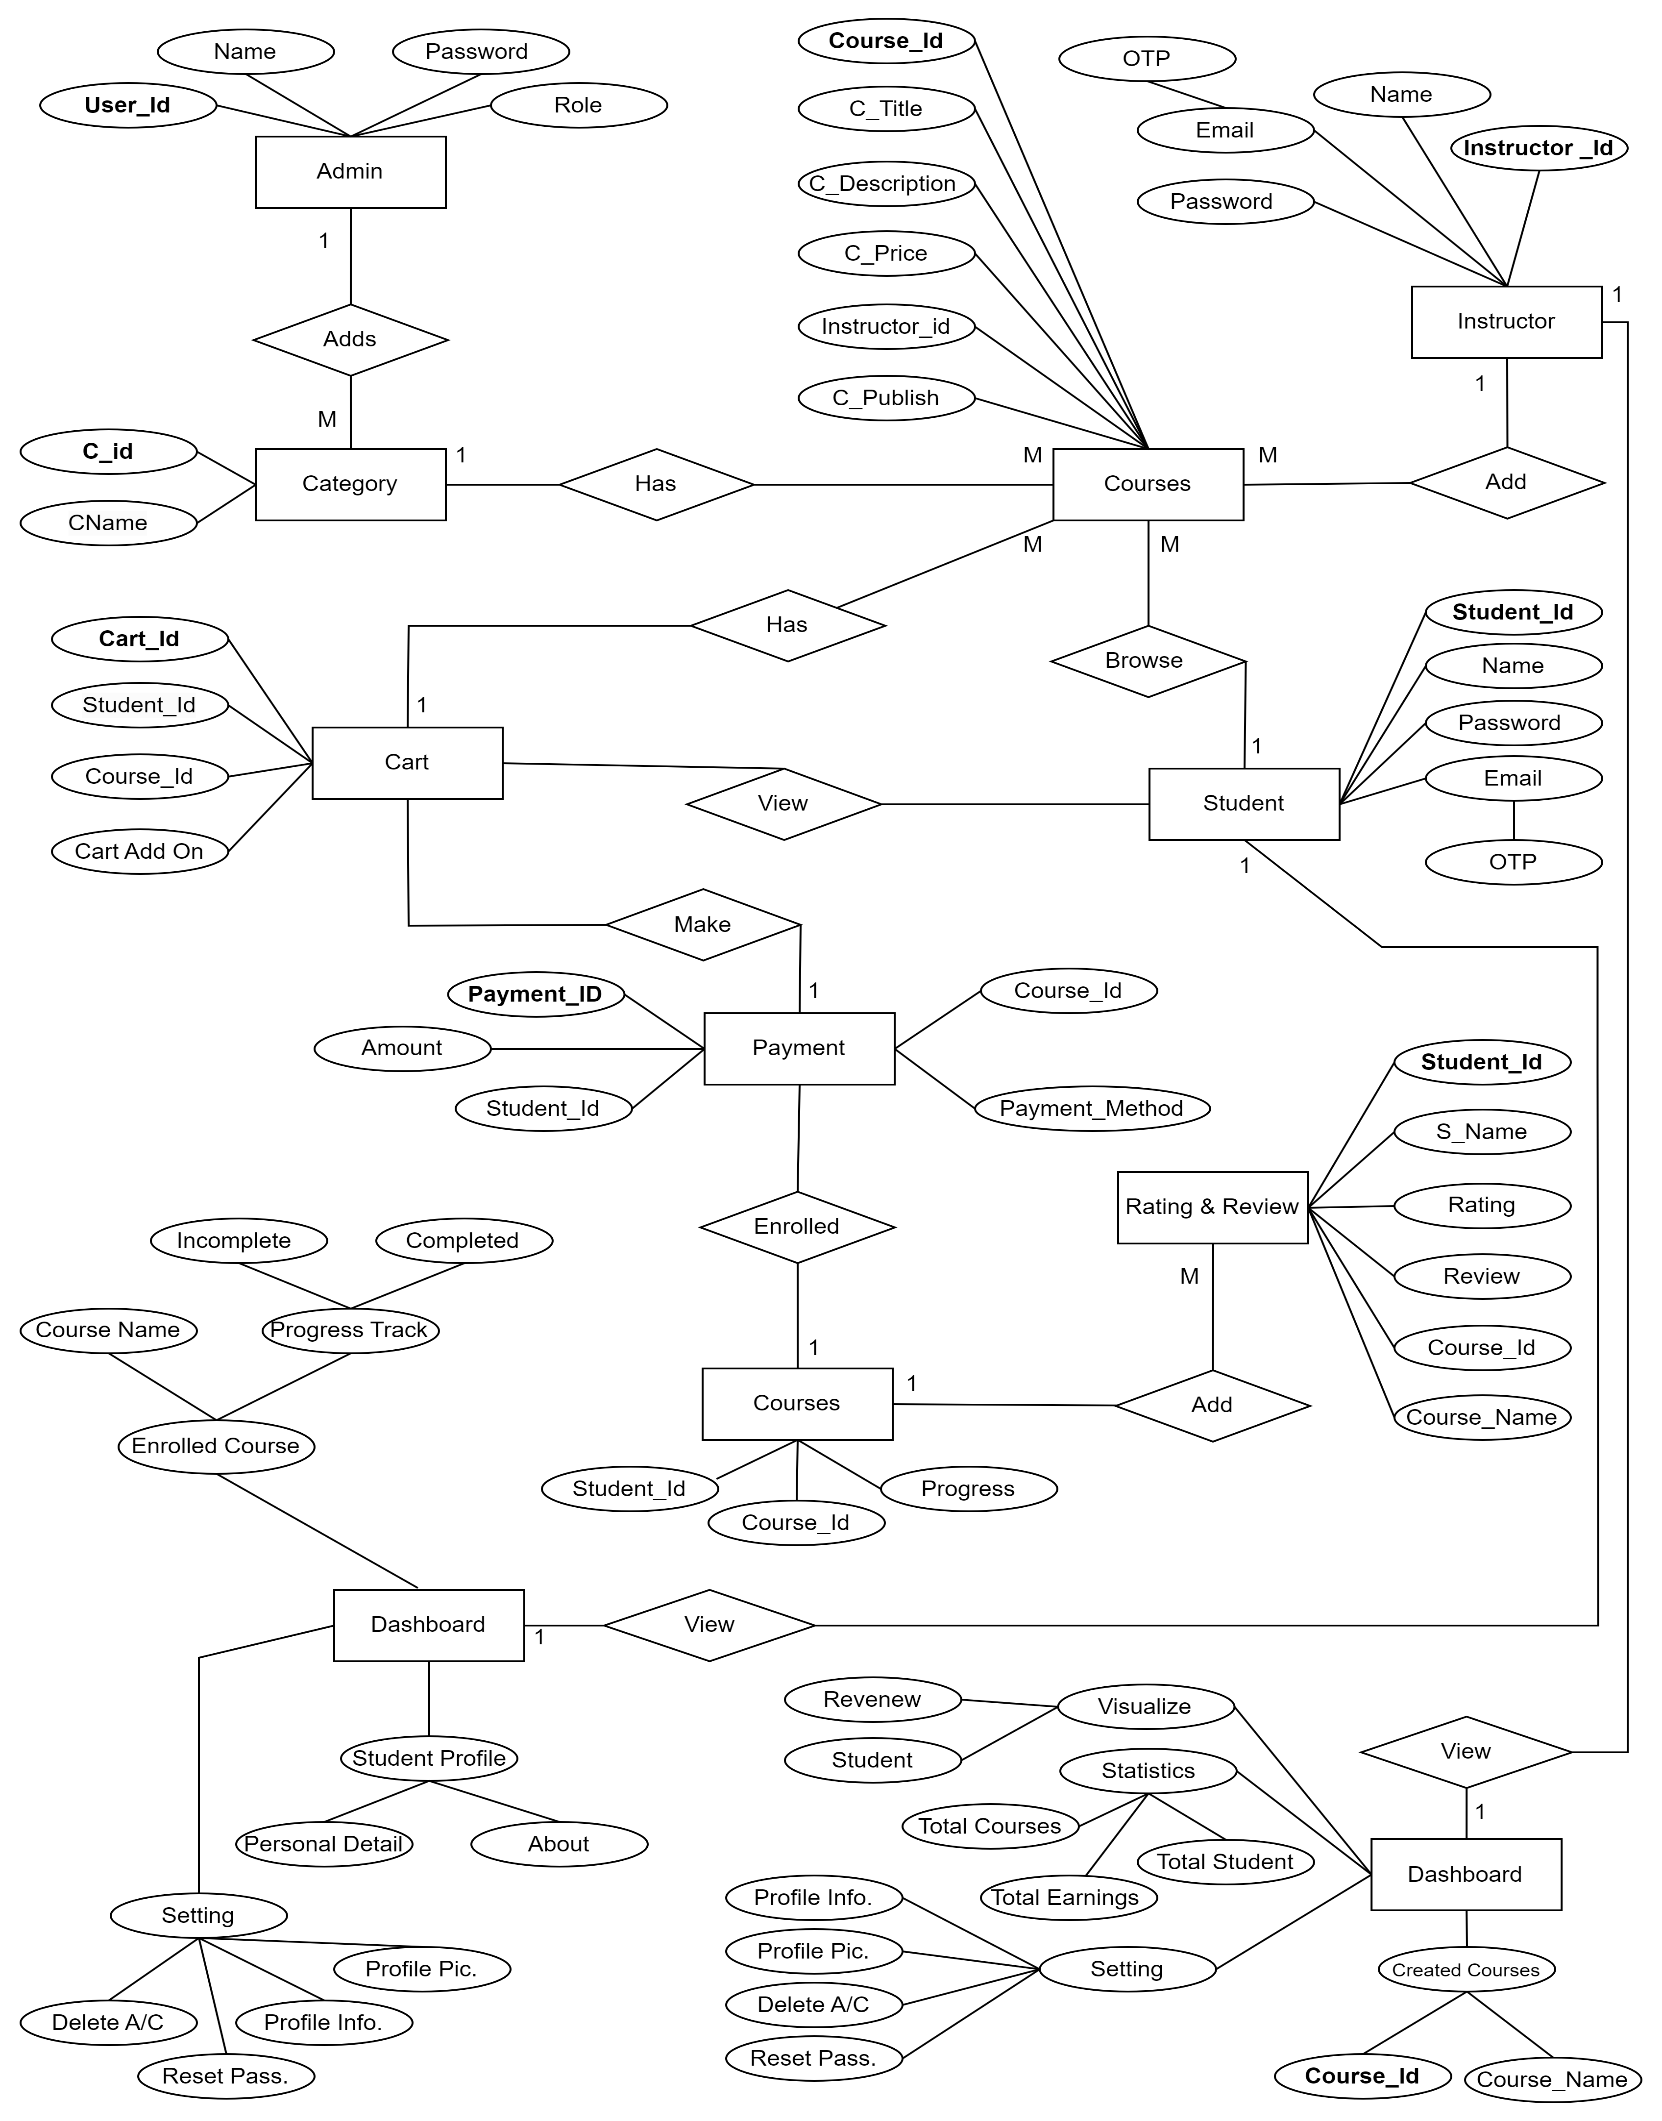 Name
Password
User_Id
Role
Admin
1
Adds
M
C_id
CName
Category
1
Has
M
Course_Id
C_Title
C_Description
C_Price
Instructor_id
C_Publish
Courses
M
OTP
Email
Name
Instructor _Id
Password
Instructor
1
1
Add
M
Has
M
Browse
1
Cart_Id
Student_Id
Course_Id
Cart Add On
1
Cart
View
Student
Student_Id
Name
Password
Email
OTP
1
Make
1
Payment_ID
Amount
Student_Id
Payment
Course_Id
Payment_Method
Enrolled
1
Courses
1
Student_Id
Course_Id
Progress
Add
M
Rating & Review
Student_Id
S_Name
Rating
Review
Course_Id
Course_Name
Incomplete
Completed
Course Name
Progress Track
Enrolled Course
Dashboard
1
View
Student Profile
Personal Detail
About
Setting
Profile Pic.
Delete A/C
Profile Info.
Reset Pass.
Revenew
Visualize
Student
Statistics
Total Courses
Total Student
Total Earnings
Profile Info.
Profile Pic.
Setting
Delete A/C
Reset Pass.
View
1
Dashboard
Created Courses
Course_Id
Course_Name